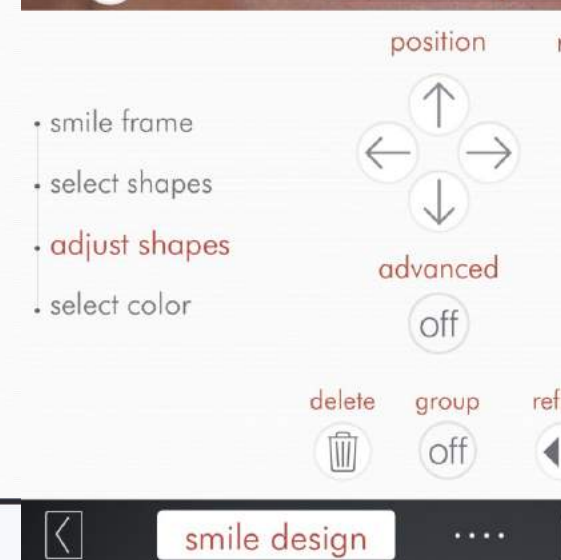 position
smile frame
select shapes
adjust shapes
select color
advanced
off
delete
group
off
smile design